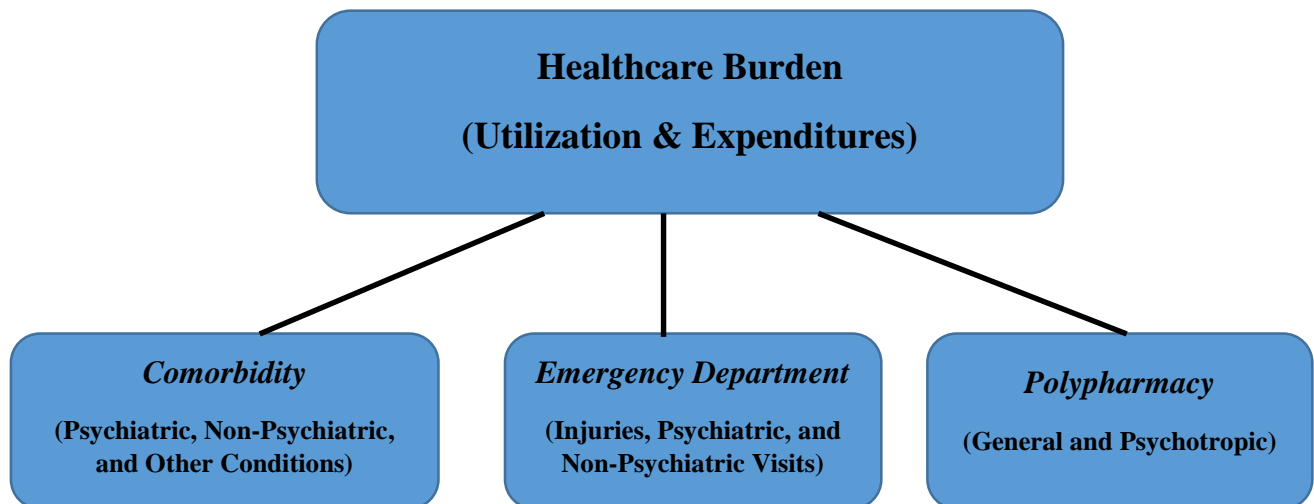 Healthcare Burden
(Utilization & Expenditures)
Comorbidity
(Psychiatric, Non-Psychiatric,
and Other Conditions)
Emergency Department
(Injuries, Psychiatric, and
Non-Psychiatric Visits)
Polypharmacy
(General and Psychotropic)